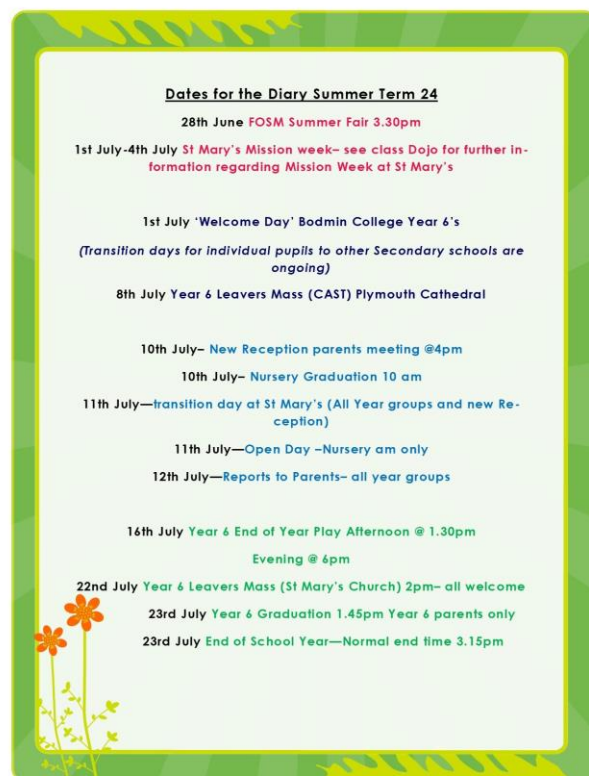 Dates for the Diary Summer Term 24
28th June FOSM Summer Fair 3.30pm
1st July-4th July St Mary’s Mission week– see class Dojo for further in-
formation regarding Mission Week at St Mary’s
1st July ‘Welcome Day’ Bodmin College Year 6’s
(Transition days for individual pupils to other Secondary schools are
ongoing)
8th July Year 6 Leavers Mass (CAST) Plymouth Cathedral
10th July– New Reception parents meeting @4pm
10th July– Nursery Graduation 10 am
11th July—transition day at St Mary’s (All Year groups and new Re-
ception)
11th July—Open Day –Nursery am only
12th July—Reports to Parents– all year groups
16th July Year 6 End of Year Play Afternoon @ 1.30pm
Evening @ 6pm
22nd July Year 6 Leavers Mass (St Mary’s Church) 2pm– all welcome
23rd July Year 6 Graduation 1.45pm Year 6 parents only
23rd July End of School Year—Normal end time 3.15pm